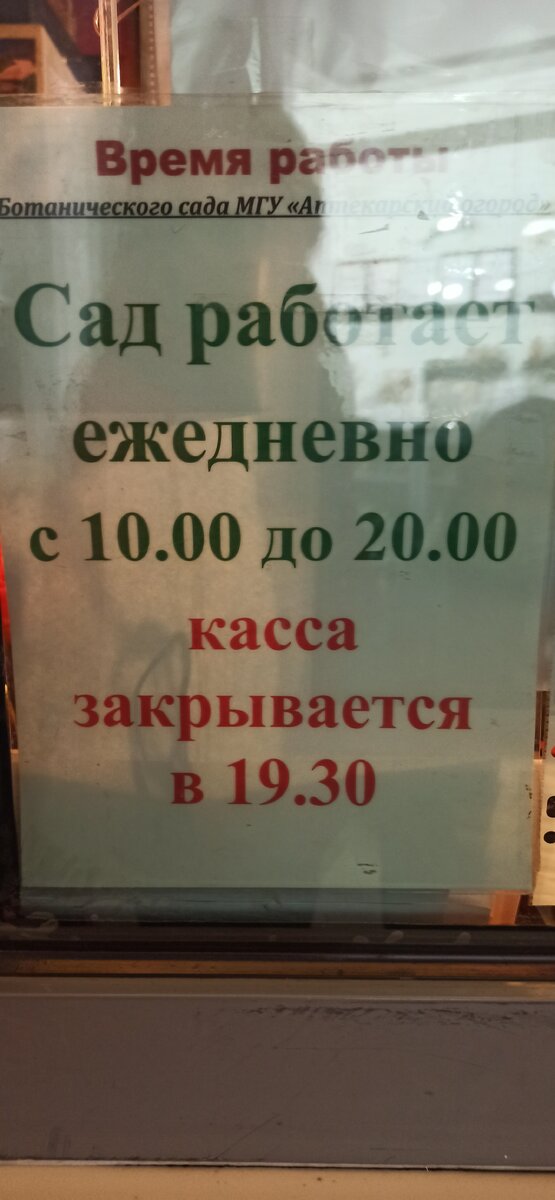 Время работы
Ботанического сада МГУ «Аптекарский огород»
Сад работает
ежедневно
с 10.00 до 20.00
касса
закрывается
в 19.30